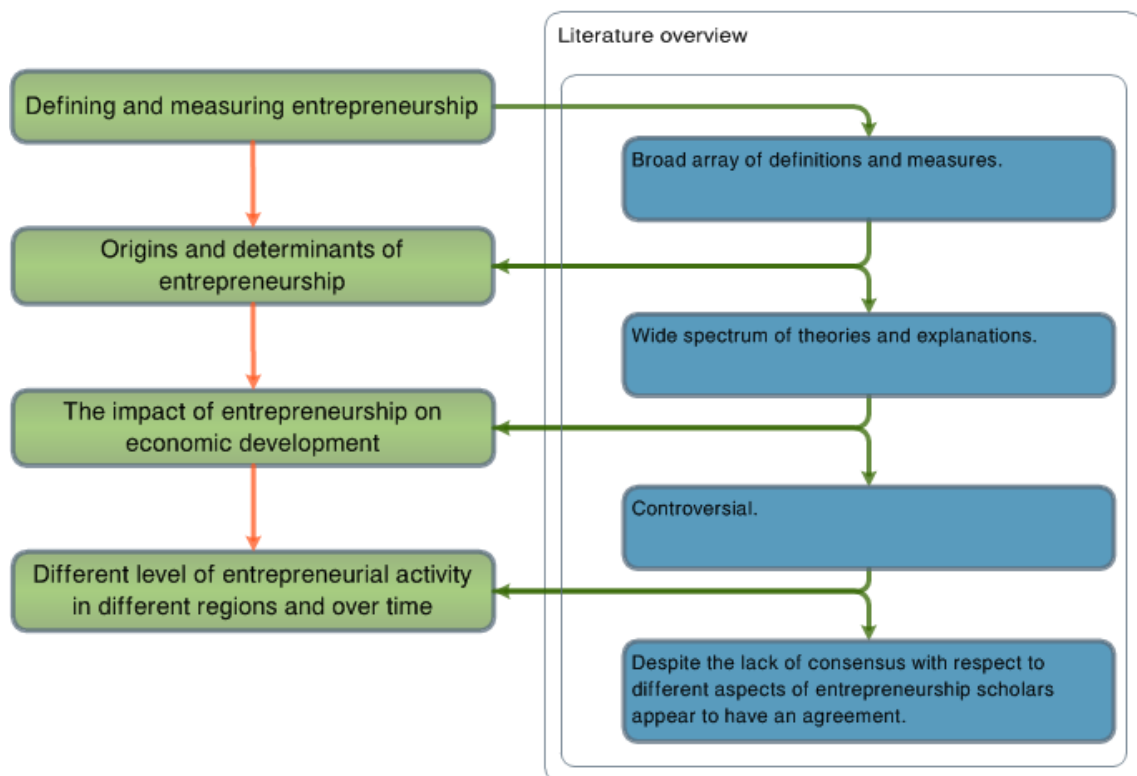 Literature overview
Defining and measuring entrepreneurship
Broad array of definitions and measures.
Origins and determinants of
entrepreneurship
Wide spectrum of theories and explanations.
The impact of entrepreneurship on
economic development
Controversial.
Different level of entrepreneurial activity
in different regions and over time
Despite the lack of consensus with respect to
different aspects of entrepreneurship scholars
appear to have an agreement.